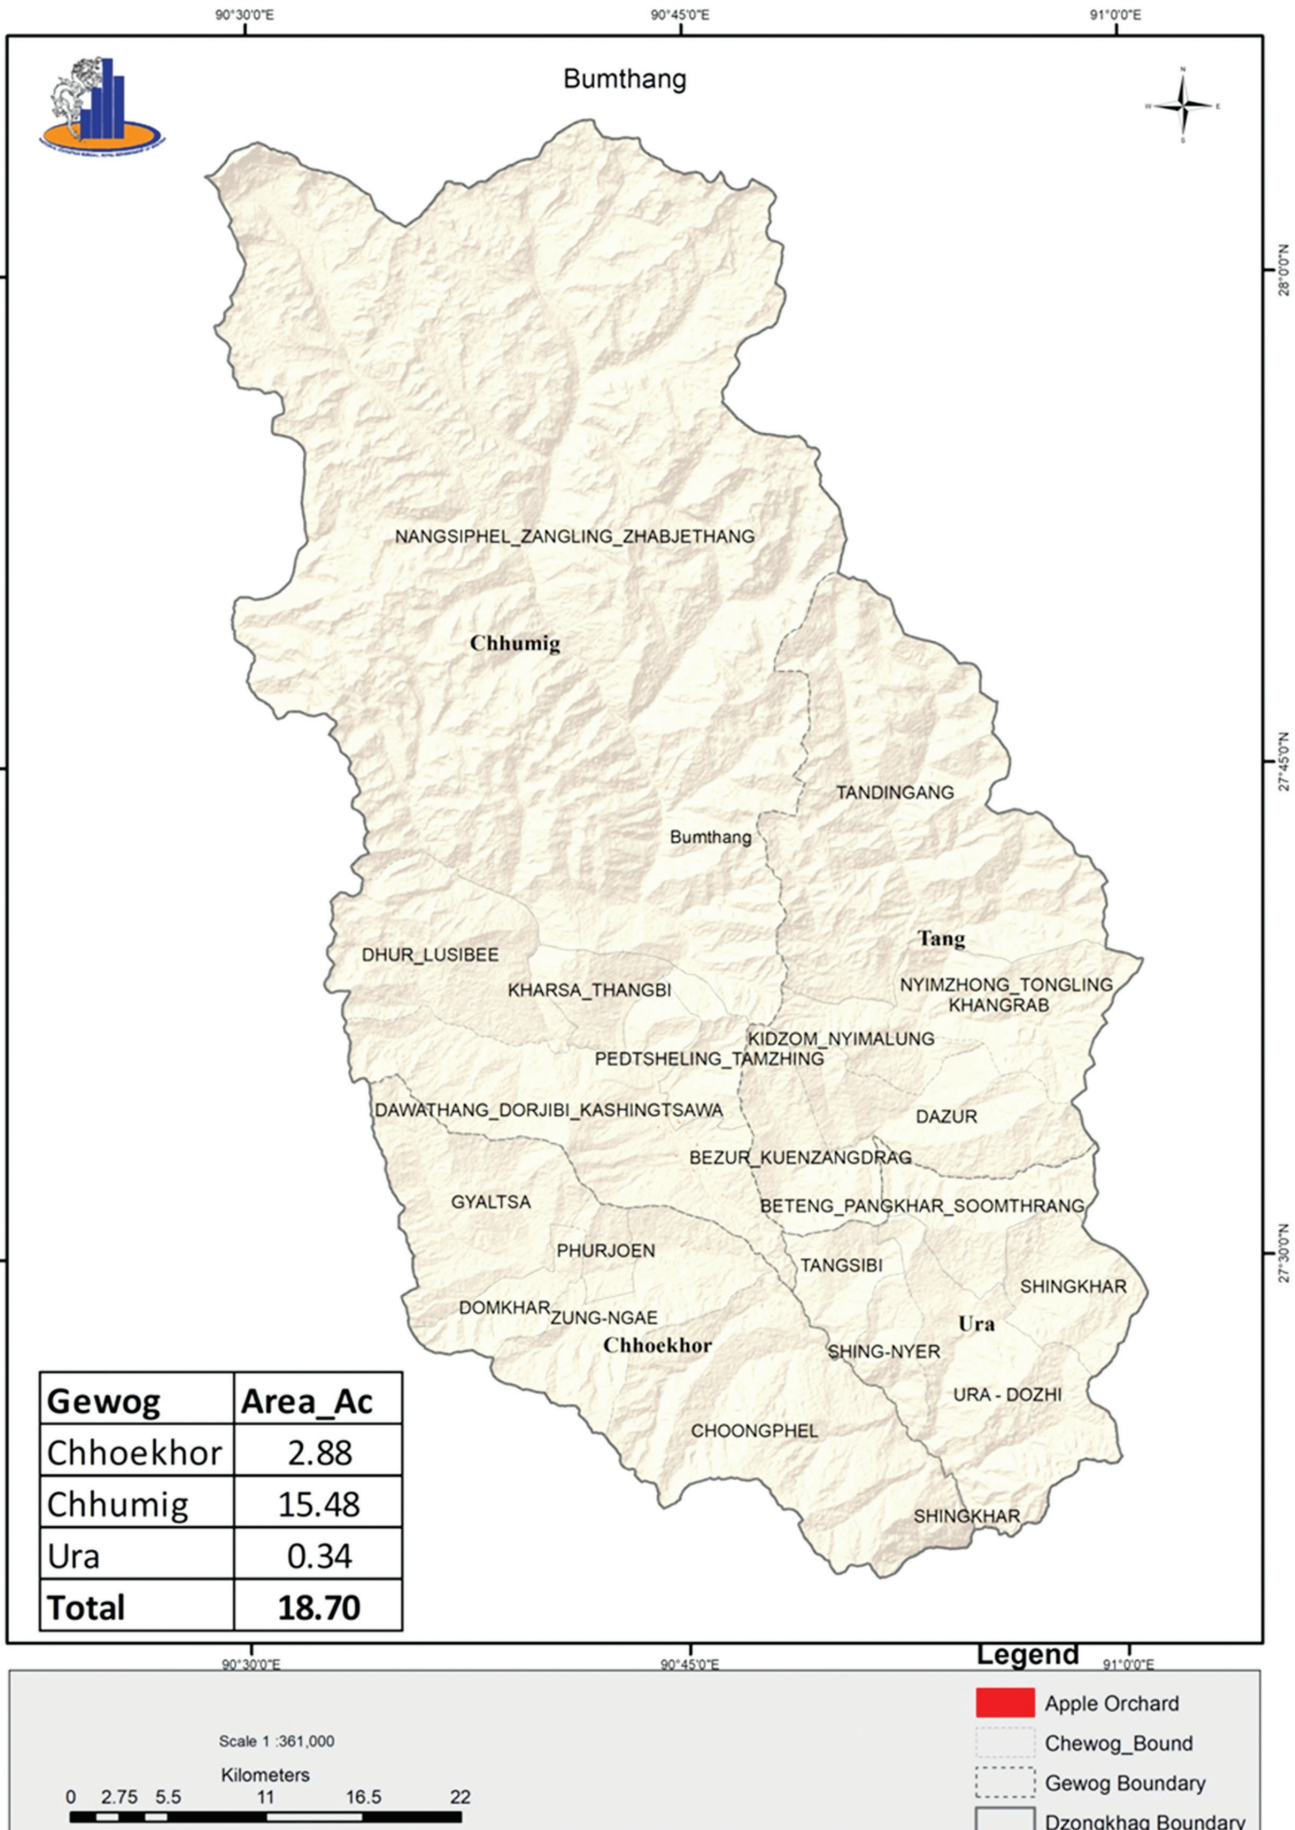 90°30'0"E 90°45'0"E 91°0'0"E
Bumthang
N
W E
S
28°0'0"N
NANGSIPHEL_ZANGLING_ZHABJETHANG
Chhumig
27°45'0"N
TANDINGANG
Bumthang
Tang
DHUR_LUSIBEE
NYIMZHONG_TONGLING
KHARSA_THANGBI
KHANGRAB
KIDZOM_NYIMALUNG
PEDTSHELING_TAMZHING
DAWATHANG_DORJIBI_KASHINGTSAWA
DAZUR
BEZUR_KUENZANGDRAG
GYALTSA
BETENG_PANGKHAR_SOOMTHRANG
PHURJOEN
TANGSIBI
27°30'0"N
SHINGKHAR
DOMKHAR
ZUNG-NGAE
Ura
Chhoekhor
SHING-NYER
URA - DOZHI
CHOONGPHEL
SHINGKHAR
Gewog Area_Ac
Chhoekhor 2.88
Chhumig 15.48
Ura 0.34
Total 18.70
90°30'0"E 90°45'0"E 91°0'0"E
Legend
Apple Orchard
Chewog_Bound
Gewog Boundary
Dzongkhag Boundary
Scale 1 :361,000
Kilometers
0 2.75 5.5 11 16.5 22